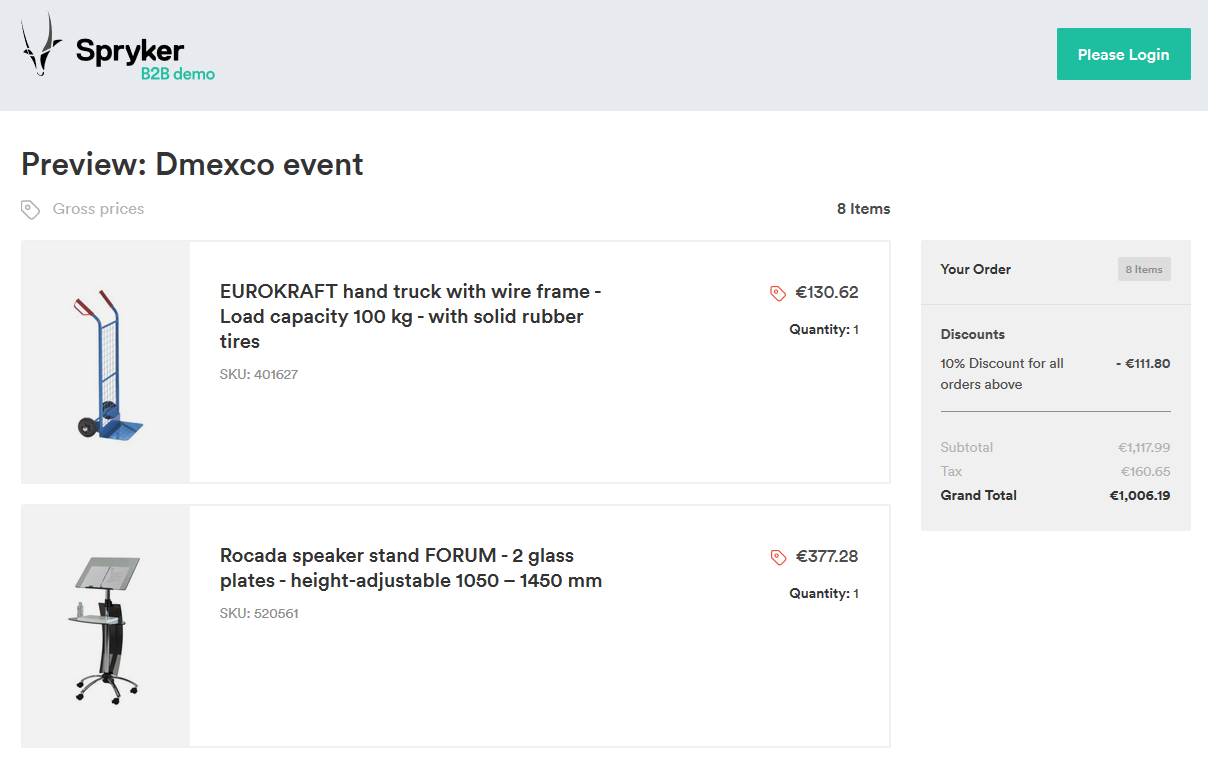 Spryker
B2B demo
Please Login
Preview: Dmexco event
Gross prices
8 Items
EUROKRAFT hand truck with wire frame -
Load capacity 100 kg - with solid rubber
tires
SKU: 401627
€130.62
Quantity: 1
Rocada speaker stand FORUM - 2 glass
plates - height-adjustable 1050 – 1450 mm
SKU: 520561
€377.28
Quantity: 1
Your Order
8 Items
Discounts
10% Discount for all
orders above
- €111.80
Subtotal
€1,117.99
Tax
€160.65
Grand Total
€1,006.19